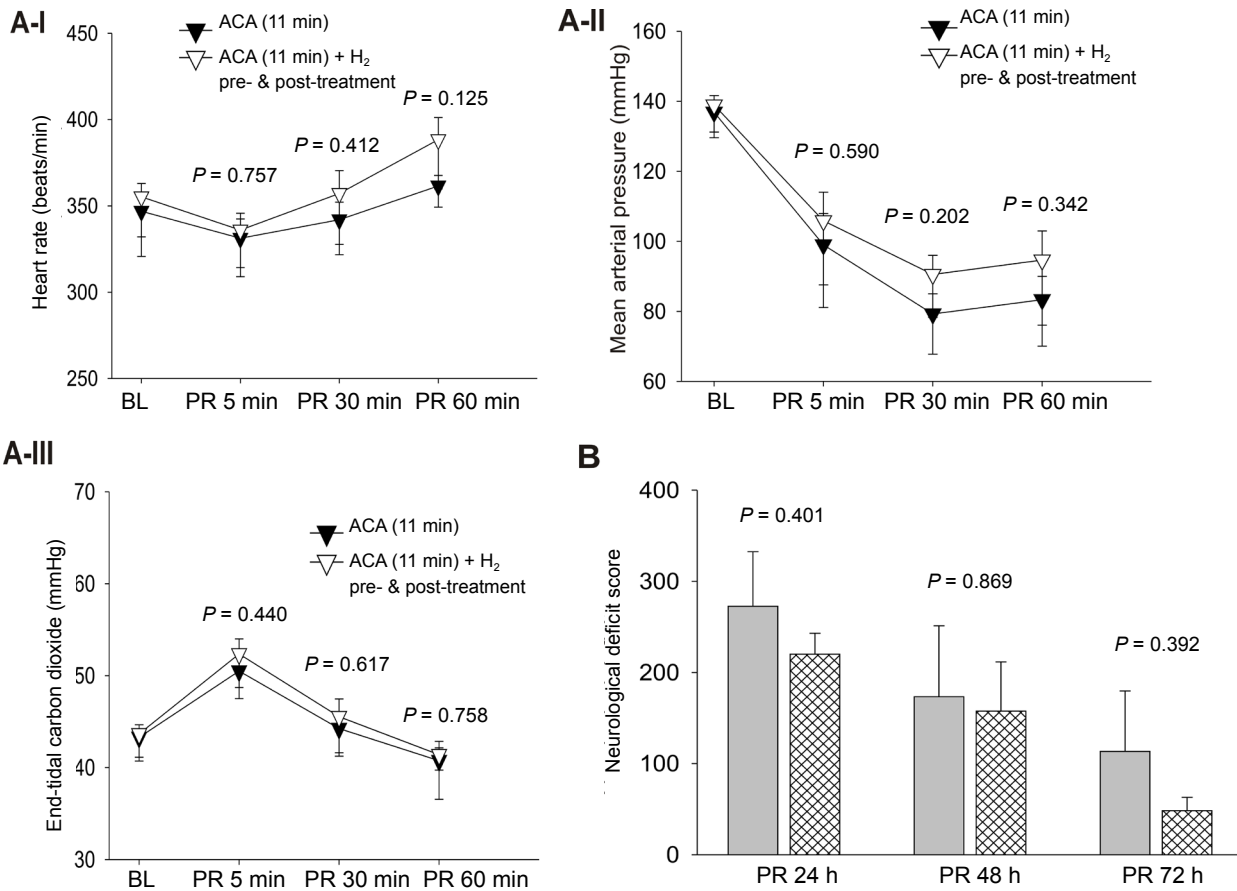 A-I
ACA (11 min)
ACA (11 min) + H₂
pre- & post-treatment
450
400
350
300
250
Heart rate (beats/min)
P = 0.757
P = 0.412
P = 0.125
BL PR 5 min PR 30 min PR 60 min
A-II
ACA (11 min)
ACA (11 min) + H₂
pre- & post-treatment
160
140
120
100
80
60
Mean arterial pressure (mmHg)
P = 0.590
P = 0.202
P = 0.342
BL PR 5 min PR 30 min PR 60 min
A-III
ACA (11 min)
ACA (11 min) + H₂
pre- & post-treatment
70
60
50
40
30
End-tidal carbon dioxide (mmHg)
P = 0.440
P = 0.617
P = 0.758
BL PR 5 min PR 30 min PR 60 min
B
400
300
200
100
0
Neurological deficit score
P = 0.401
P = 0.869
P = 0.392
PR 24 h PR 48 h PR 72 h